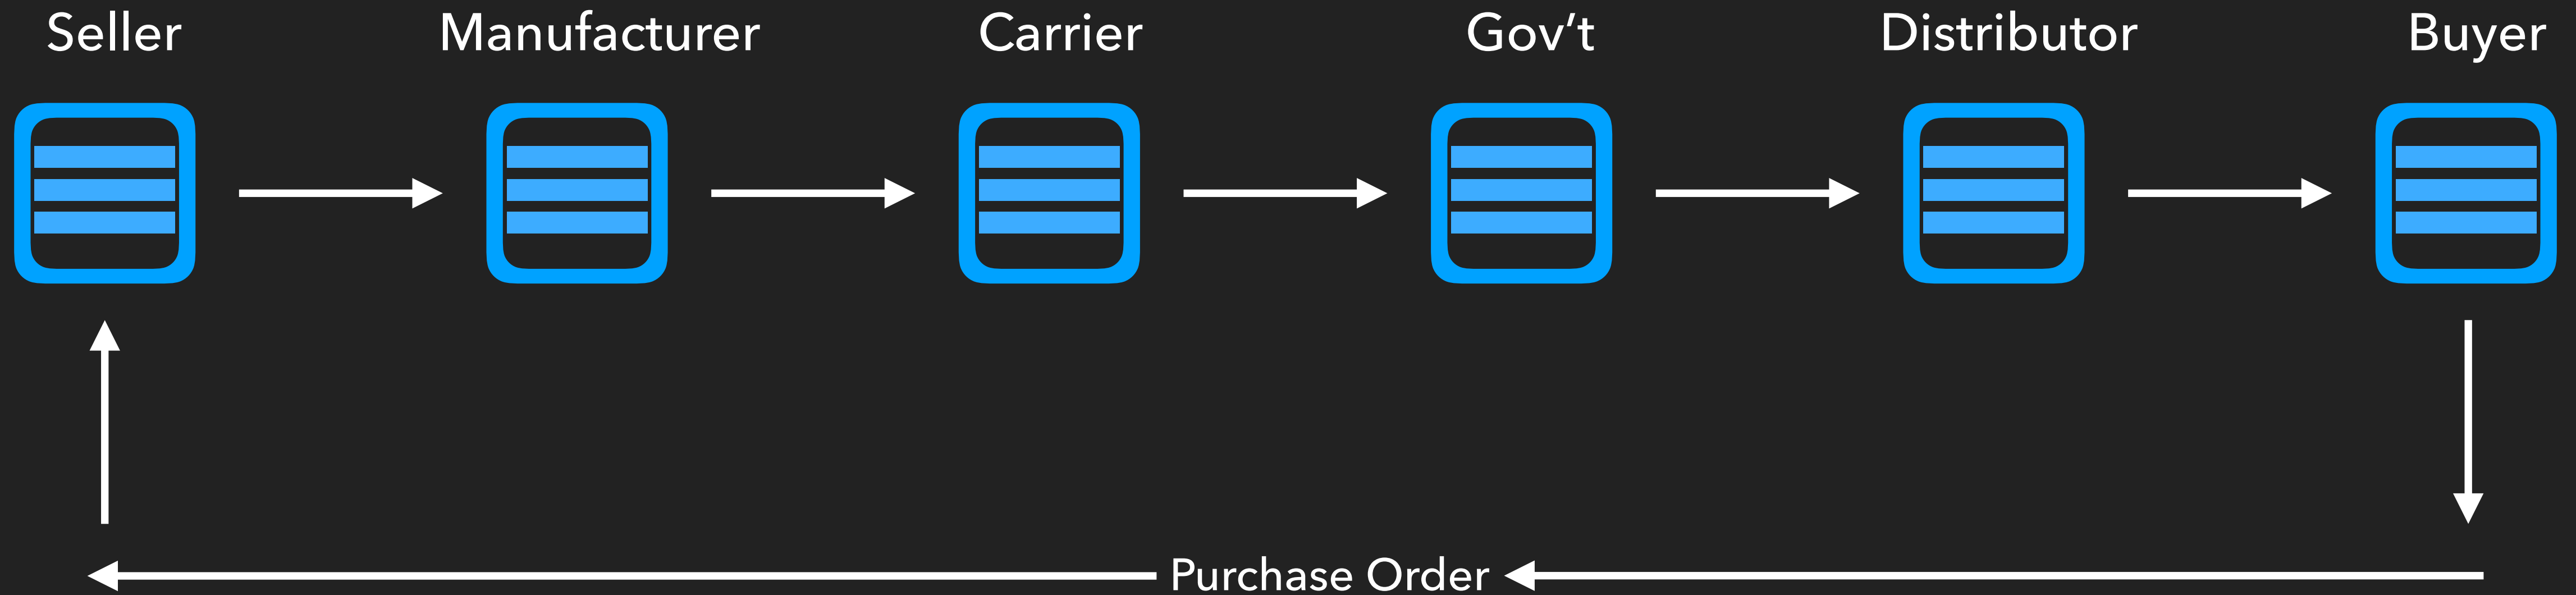 Seller
Manufacturer
Carrier
Gov’t
Distributor
Buyer
Purchase Order